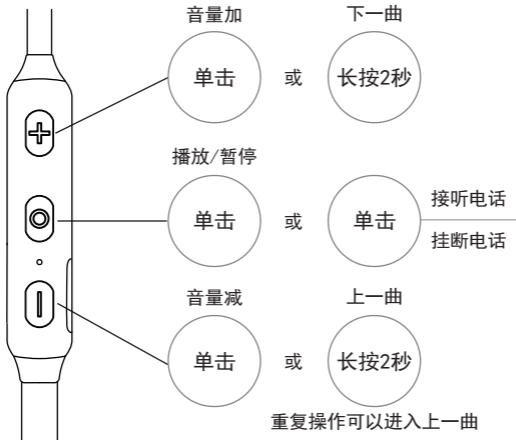 音量加 下一曲
单击 或 长按2秒
播放/暂停
单击 或 单击 接听电话
挂断电话
音量减 上一曲
单击 或 长按2秒
重复操作可以进入上一曲